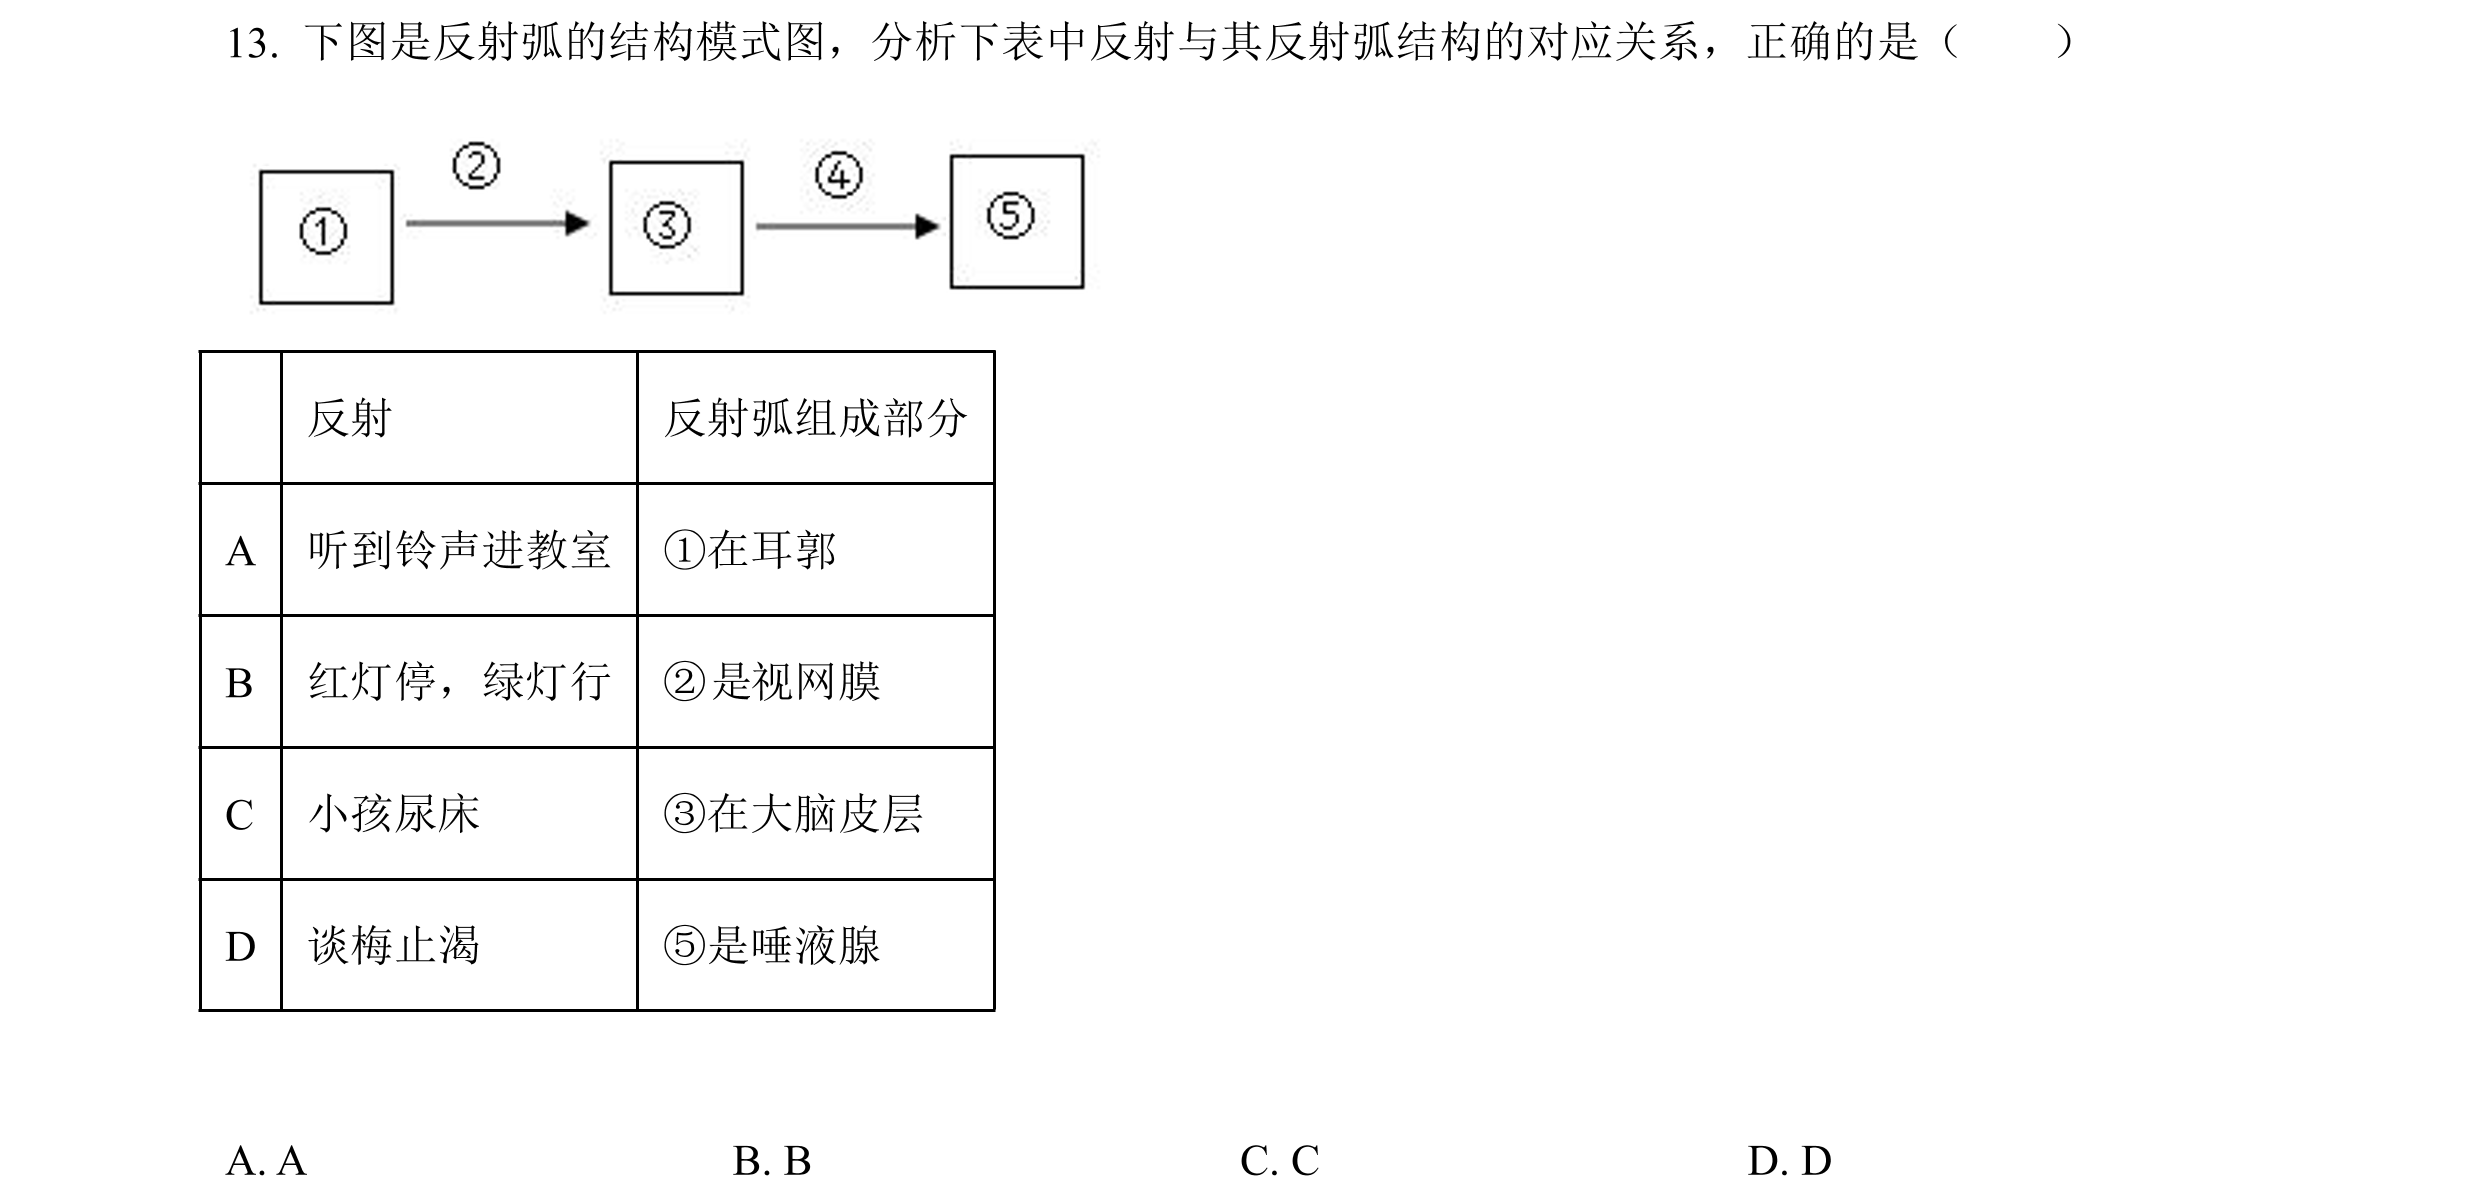 13. 下图是反射弧的结构模式图，分析下表中反射与其反射弧结构的对应关系，正确的是（　　）
① ② ③ ④ ⑤
反射 反射弧组成部分
A 听到铃声进教室 ①在耳郭
B 红灯停，绿灯行 ②是视网膜
C 小孩尿床 ③在大脑皮层
D 谈梅止渴 ⑤是唾液腺
A. A B. B C. C D. D